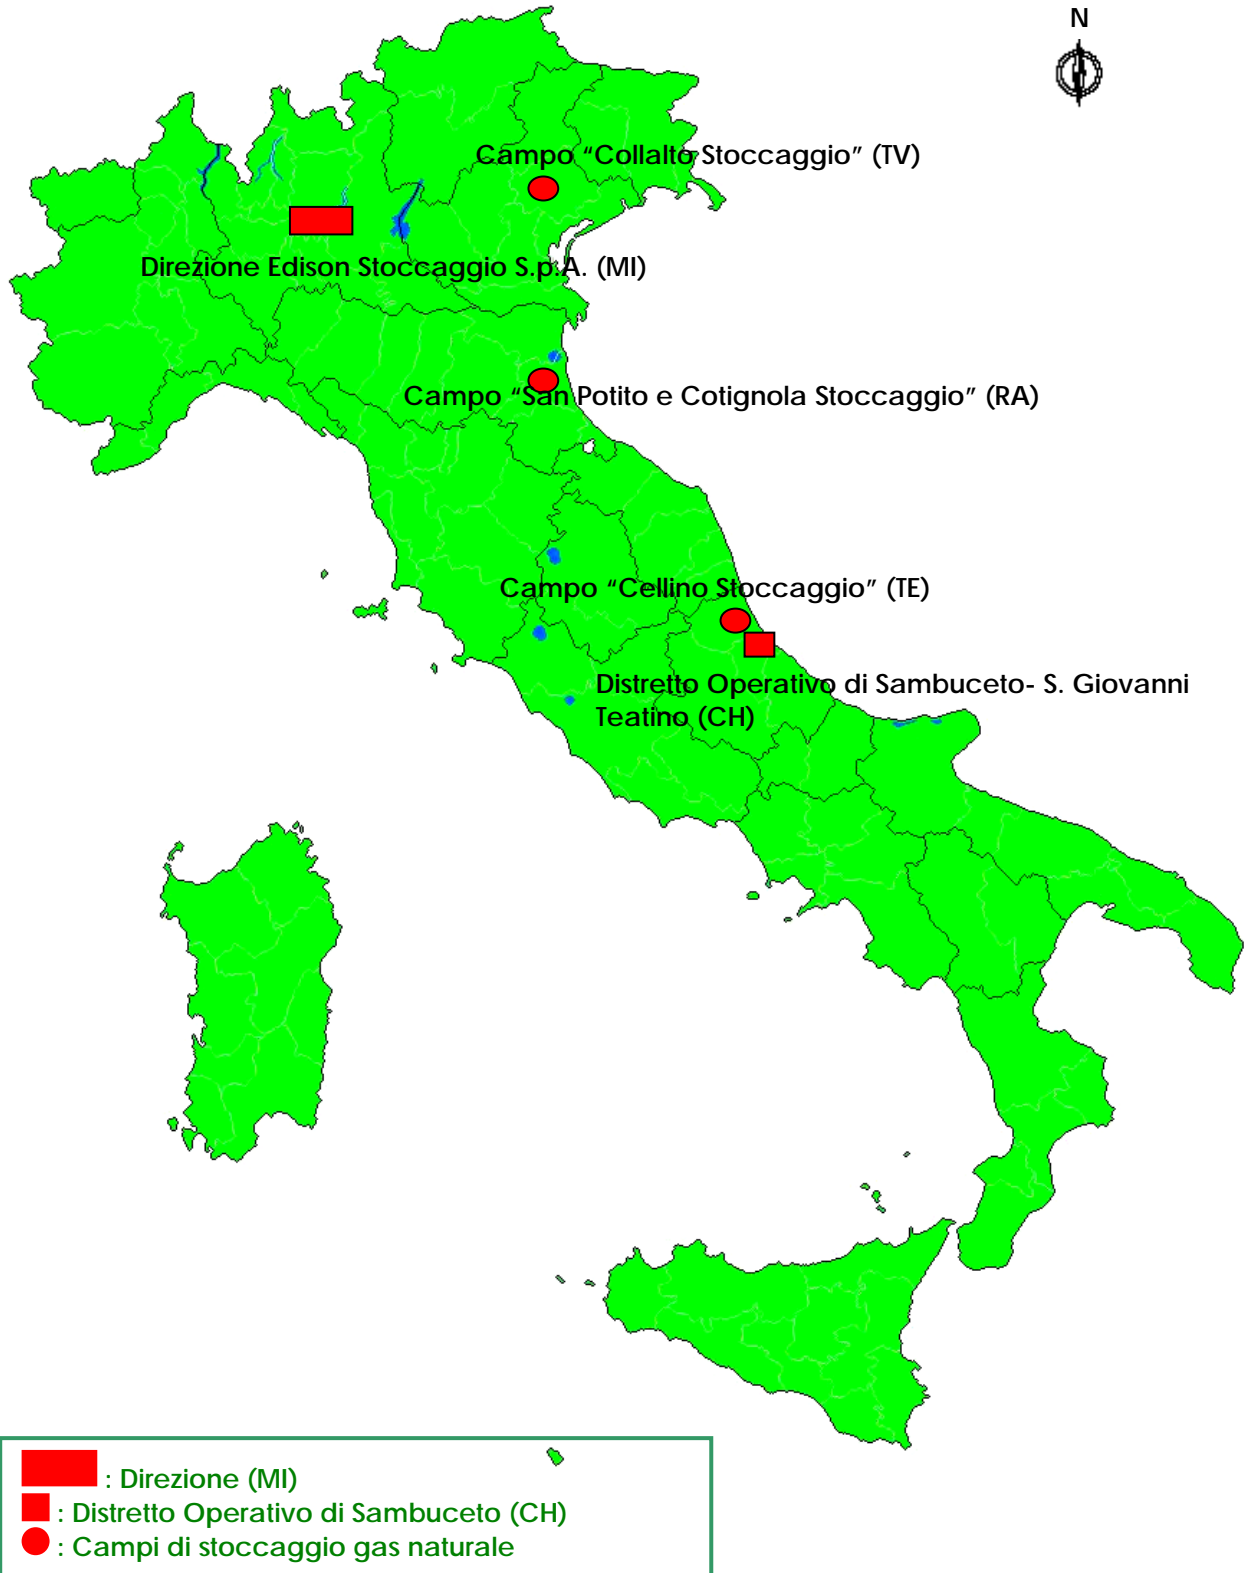 N
Campo “Collalto Stoccaggio” (TV)
Direzione Edison Stoccaggio S.p.A. (MI)
Campo “San Potito e Cotignola Stoccaggio” (RA)
Campo “Cellino Stoccaggio” (TE)
Distretto Operativo di Sambuceto- S. Giovanni
Teatino (CH)
: Direzione (MI)
: Distretto Operativo di Sambuceto (CH)
: Campi di stoccaggio gas naturale